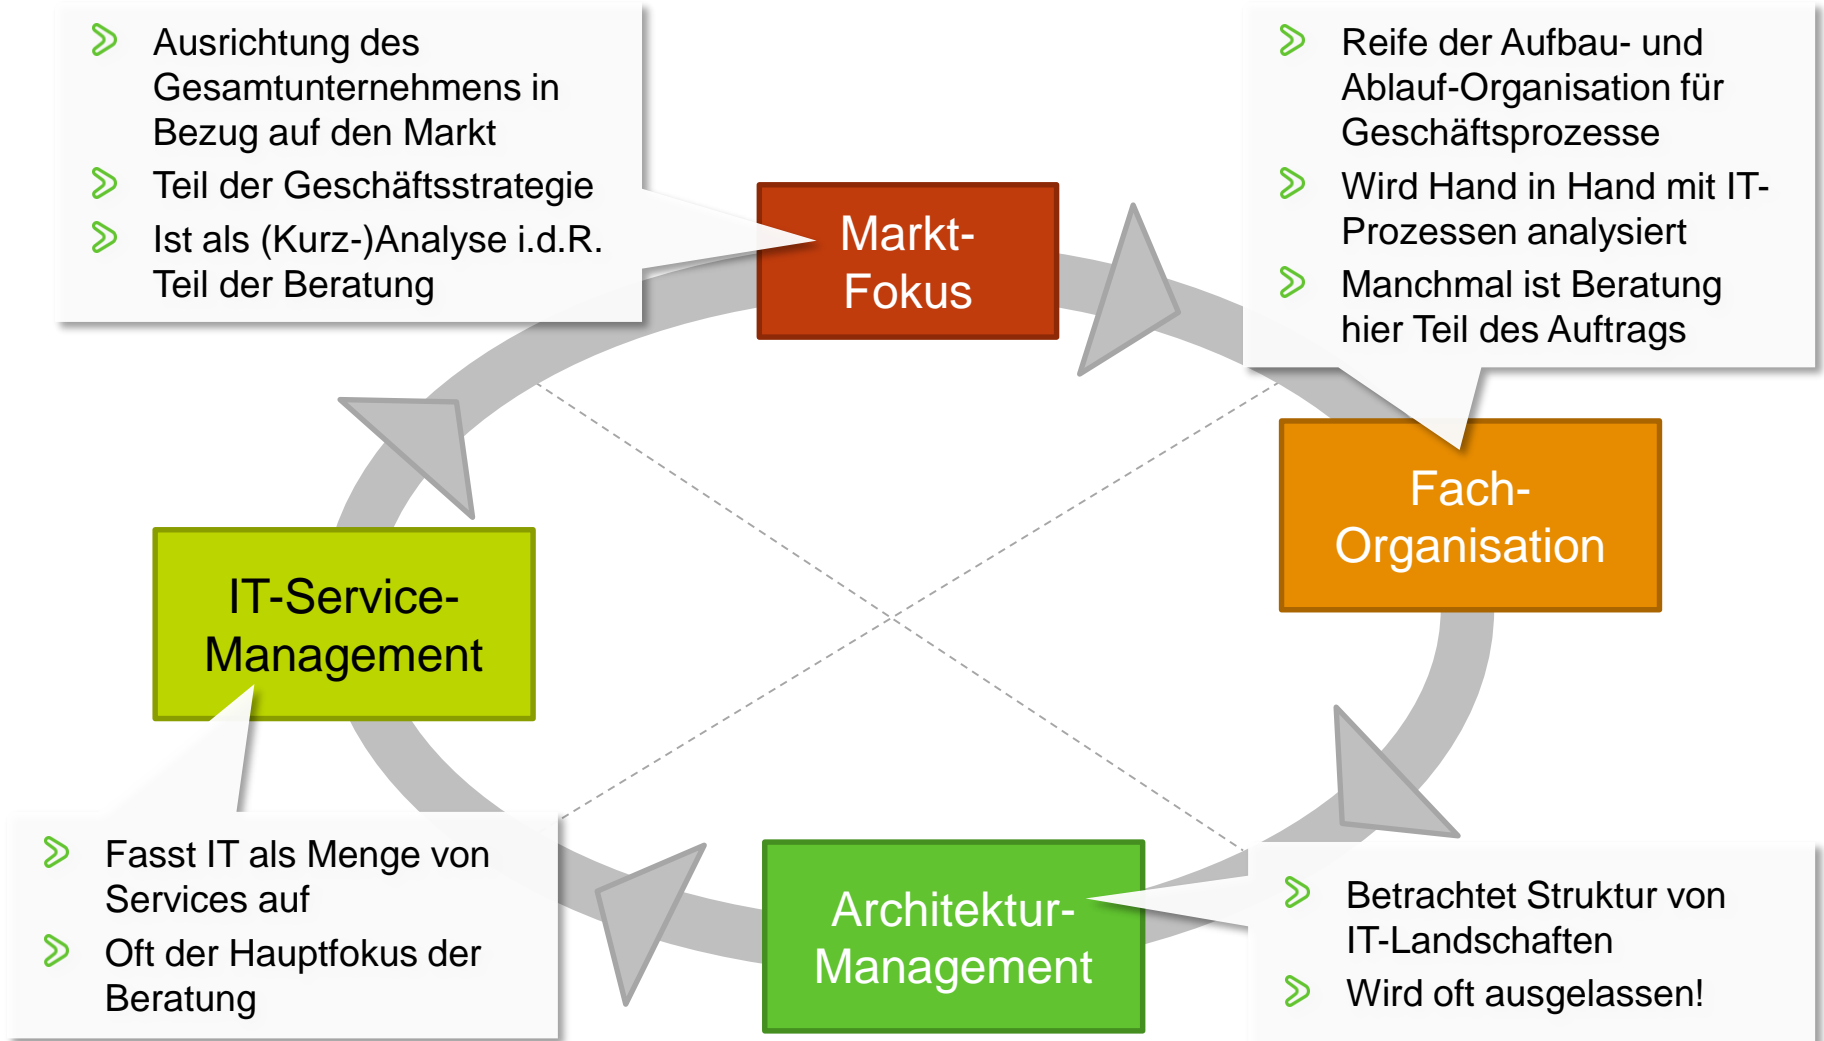 Ausrichtung des
Gesamtunternehmens in
Bezug auf den Markt
Teil der Geschäftsstrategie
Ist als (Kurz-)Analyse i.d.R.
Teil der Beratung
Reife der Aufbau- und
Ablauf-Organisation für
Geschäftsprozesse
Wird Hand in Hand mit IT-
Prozessen analysiert
Manchmal ist Beratung
hier Teil des Auftrags
Markt-
Fokus
Fach-
Organisation
IT-Service-
Management
Architektur-
Management
Fasst IT als Menge von
Services auf
Oft der Hauptfokus der
Beratung
Betrachtet Struktur von
IT-Landschaften
Wird oft ausgelassen!